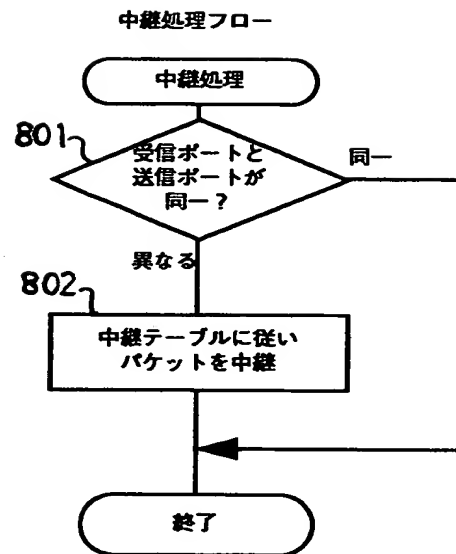 中継処理フロー
中継処理
801
受信ポートと
送信ポートが
同一？
同一
異なる
802
中継テーブルに従い
パケットを中継
終了